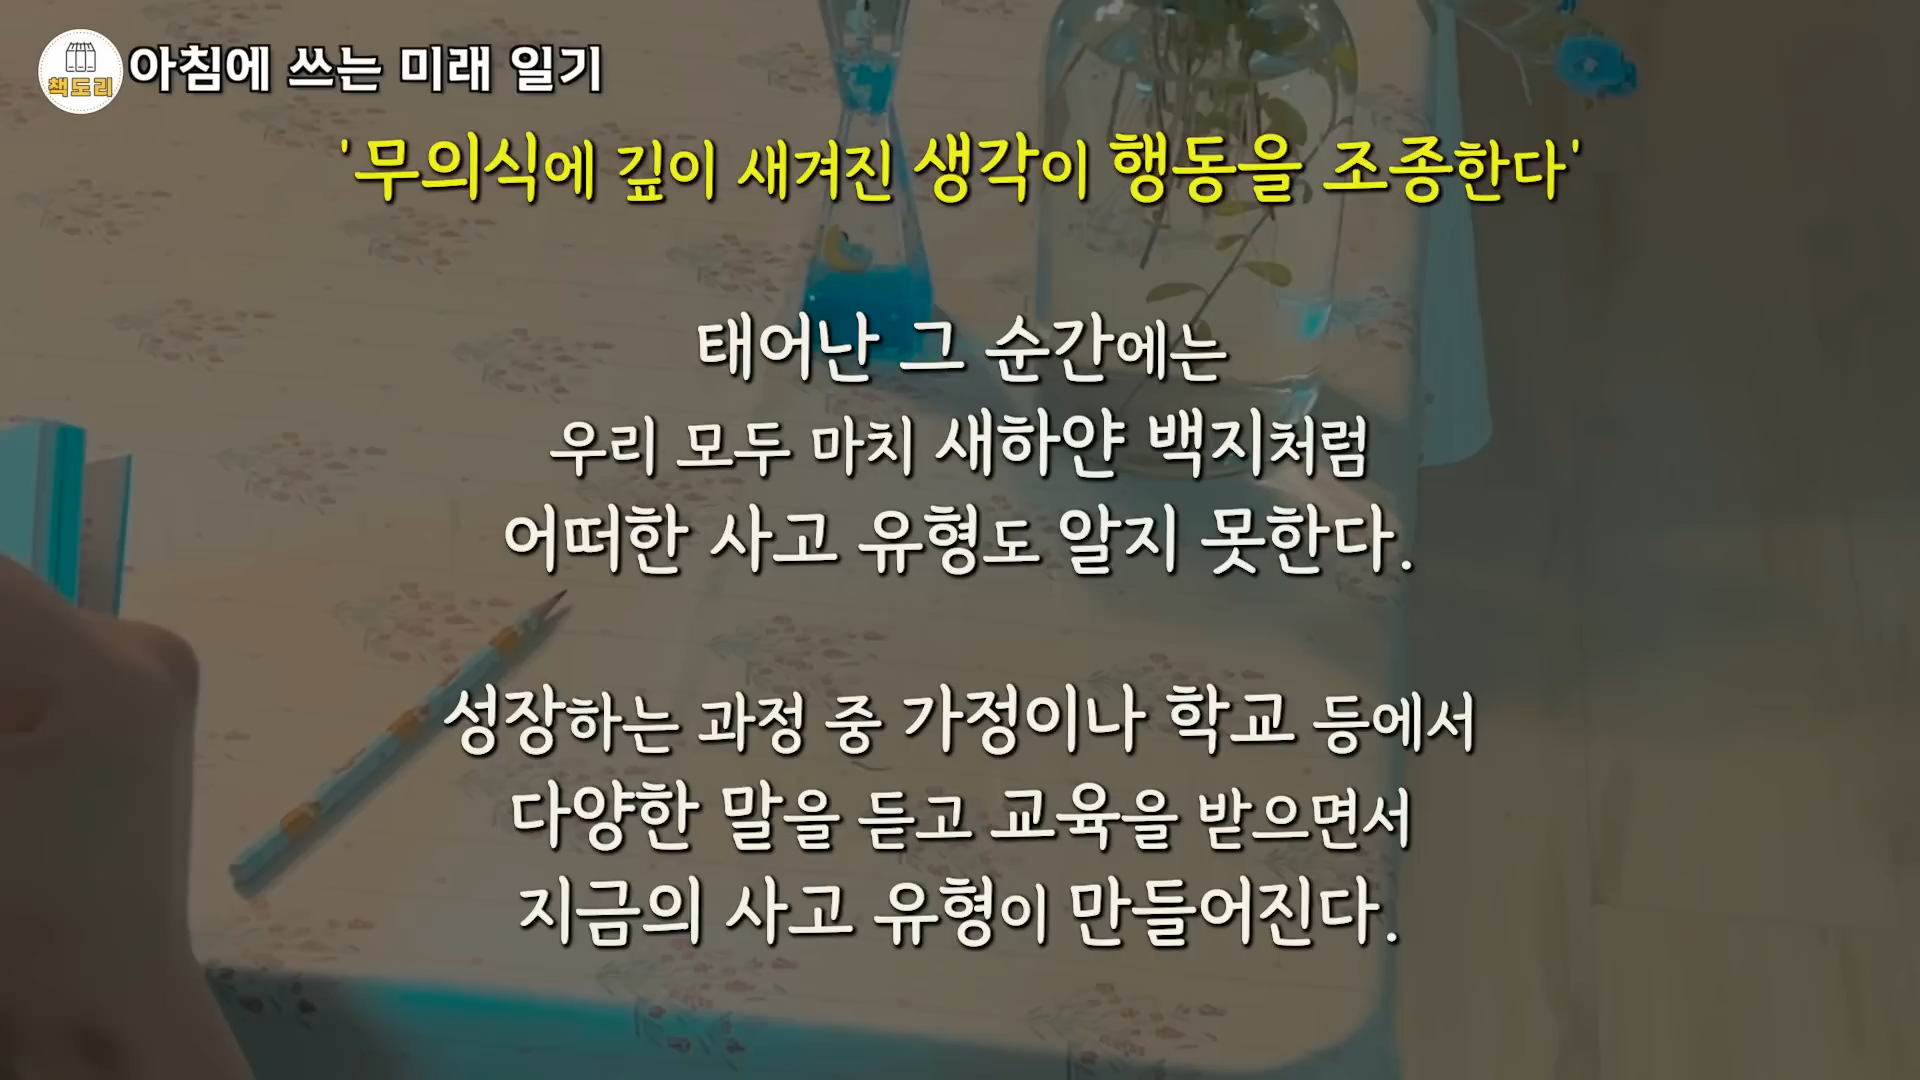 책도리
아침에 쓰는 미래 일기
'무의식에 깊이 새겨진 생각이 행동을 조종한다'
태어난 그 순간에는
우리 모두 마치 새하얀 백지처럼
어떠한 사고 유형도 알지 못한다.
성장하는 과정 중 가정이나 학교 등에서
다양한 말을 듣고 교육을 받으면서
지금의 사고 유형이 만들어진다.